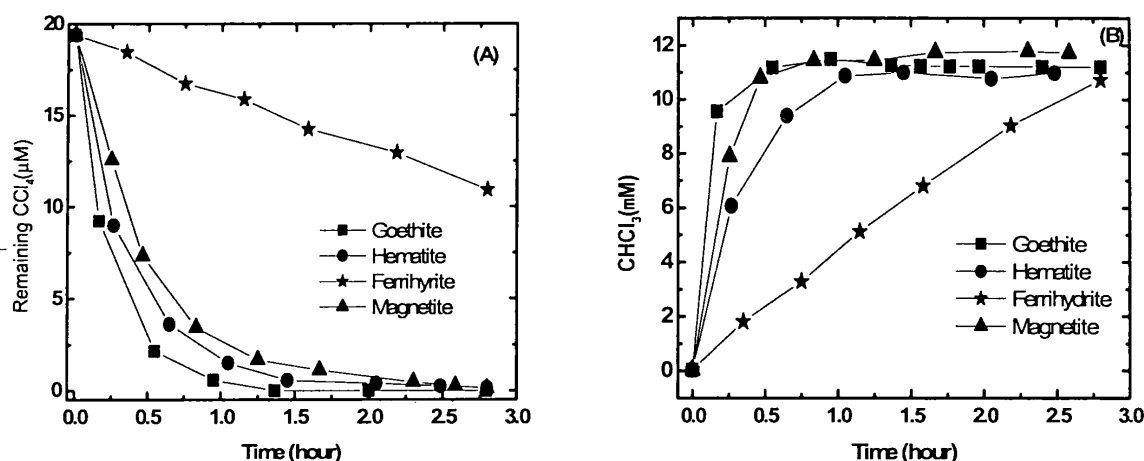 (A)
Remaining CCl4(μM)
20
15
10
5
0
Goethite
Hematite
Ferrihyrite
Magnetite
0.0 0.5 1.0 1.5 2.0 2.5 3.0
Time (hour)
(B)
CHCl3(mM)
12
10
8
6
4
2
0
Goethite
Hematite
Ferrihydrite
Magnetite
0.0 0.5 1.0 1.5 2.0 2.5 3.0
Time (hour)